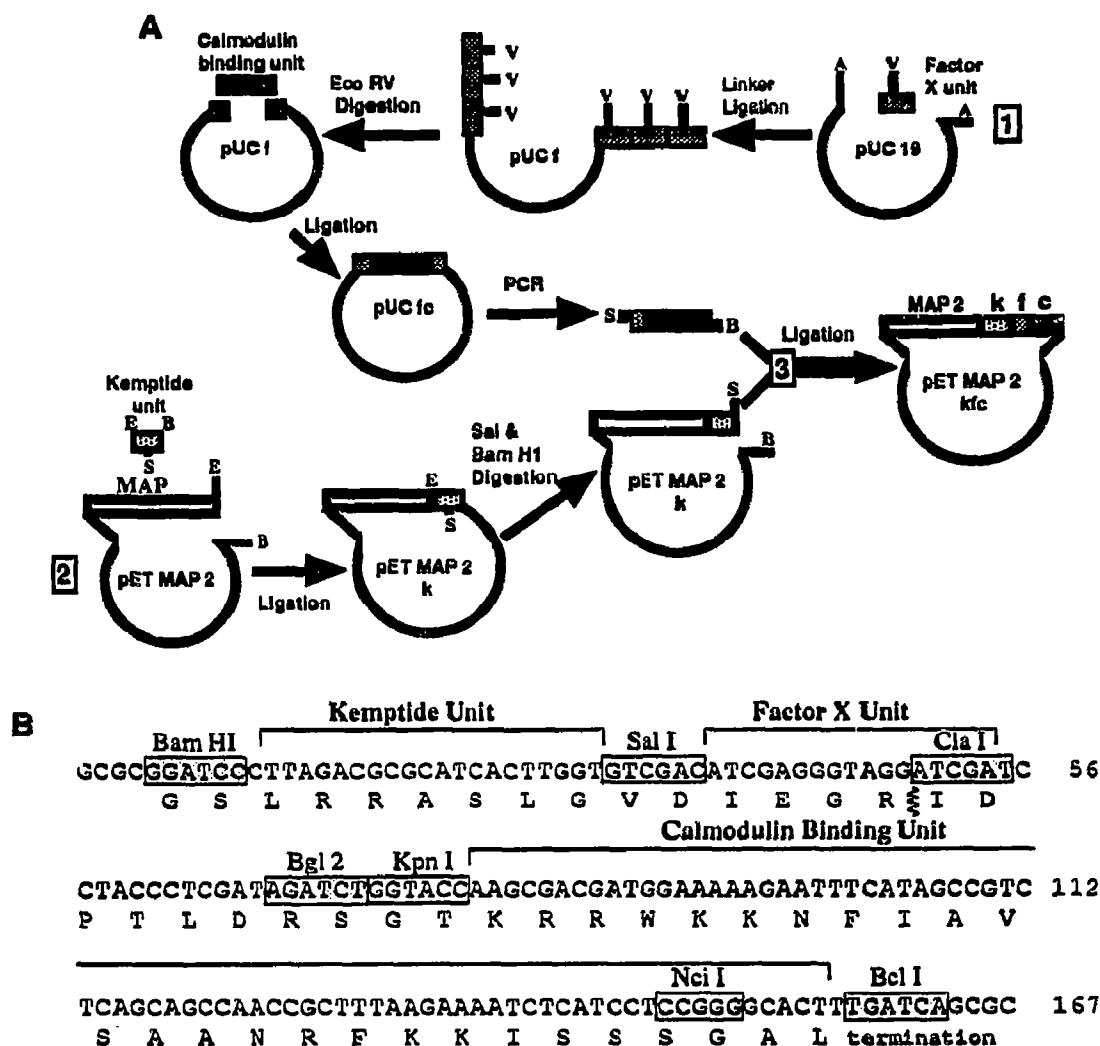 A
Calmodulin
binding unit
pUC f
Eco RV
Digestion
V
V
V
V V V
pUC f
Linker
Ligation
A
V
Factor
X unit
A
pUC 19
1
Ligation
pUC fc
PCR
S
B
3
Ligation
MAP 2 k f c
pET MAP 2
kfc
Kemptide
unit
E B
S
MAP
E
B
pET MAP 2
2
Ligation
E
S
pET MAP 2
k
Sal &
Bam H1
Digestion
S
B
pET MAP 2
k
B
Kemptide Unit Factor X Unit
Bam HI Sal I Cla I
GCGCGGATCCCTTAGACGCGCATCACTTGGTGTCGACATCGAGGGTAGGATCGATC 56
G S L R R A S L G V D I E G R I D
Calmodulin Binding Unit
Bgl 2 Kpn I
CTACCCTCGATAGATCTGGTACCAAGCGACGATGGAAAAAGAATTTCATAGCCGTC 112
P T L D R S G T K R R W K K N F I A V
Nci I Bcl I
TCAGCAGCCAACCGCTTTAAGAAAATCTCATCCTCCGGGGCACTTTGATCAGCGC 167
S A A N R F K K I S S S G A L termination